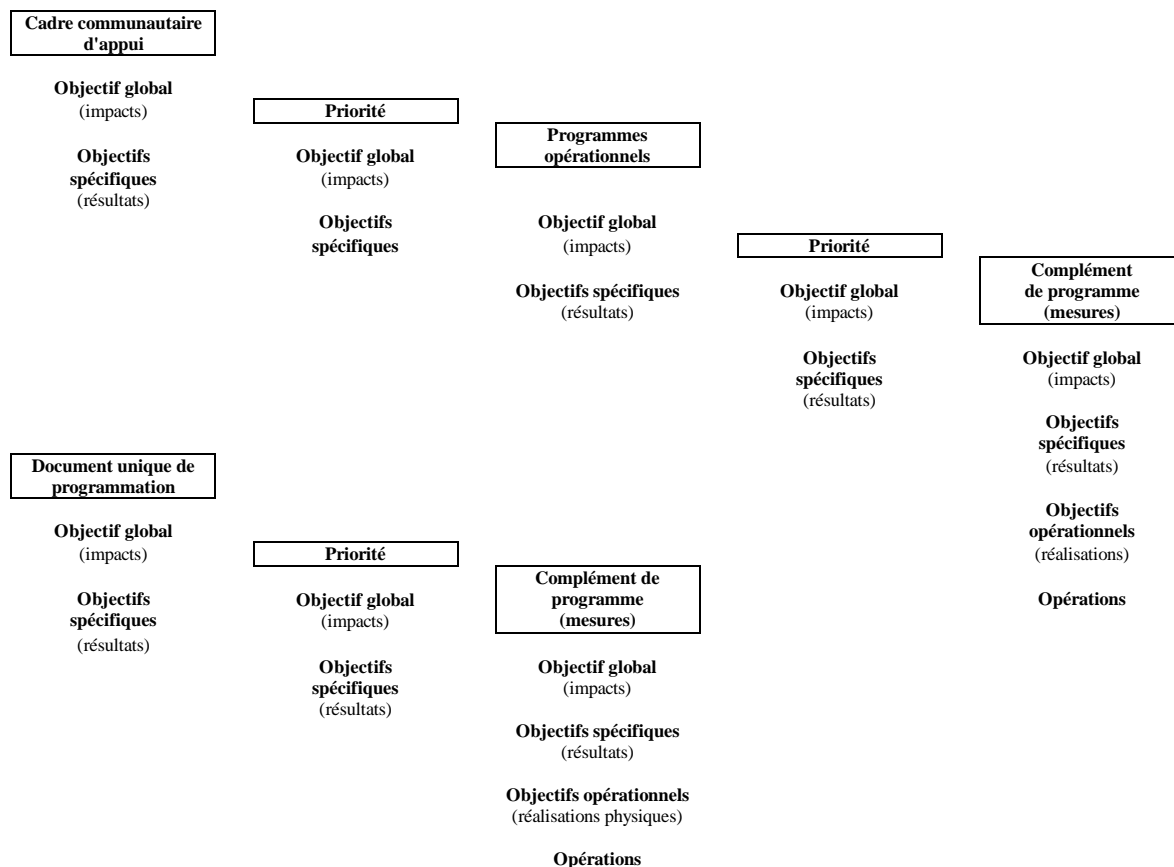 Cadre communautaire
d'appui
Objectif global
(impacts)
Objectifs
spécifiques
(résultats)
Priorité
Objectif global
(impacts)
Objectifs
spécifiques
Programmes
opérationnels
Objectif global
(impacts)
Objectifs spécifiques
(résultats)
Priorité
Objectif global
(impacts)
Objectifs
spécifiques
(résultats)
Complément
de programme
(mesures)
Objectif global
(impacts)
Objectifs
spécifiques
(résultats)
Objectifs
opérationnels
(réalisations)
Opérations
Document unique de
programmation
Objectif global
(impacts)
Objectifs
spécifiques
(résultats)
Priorité
Objectif global
(impacts)
Objectifs
spécifiques
(résultats)
Complément de
programme
(mesures)
Objectif global
(impacts)
Objectifs spécifiques
(résultats)
Objectifs opérationnels
(réalisations physiques)
Opérations